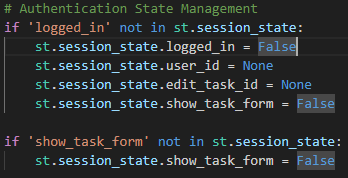 # Authentication State Management
if 'logged_in' not in st.session_state:
    st.session_state.logged_in = False
    st.session_state.user_id = None
    st.session_state.edit_task_id = None
    st.session_state.show_task_form = False

if 'show_task_form' not in st.session_state:
    st.session_state.show_task_form = False